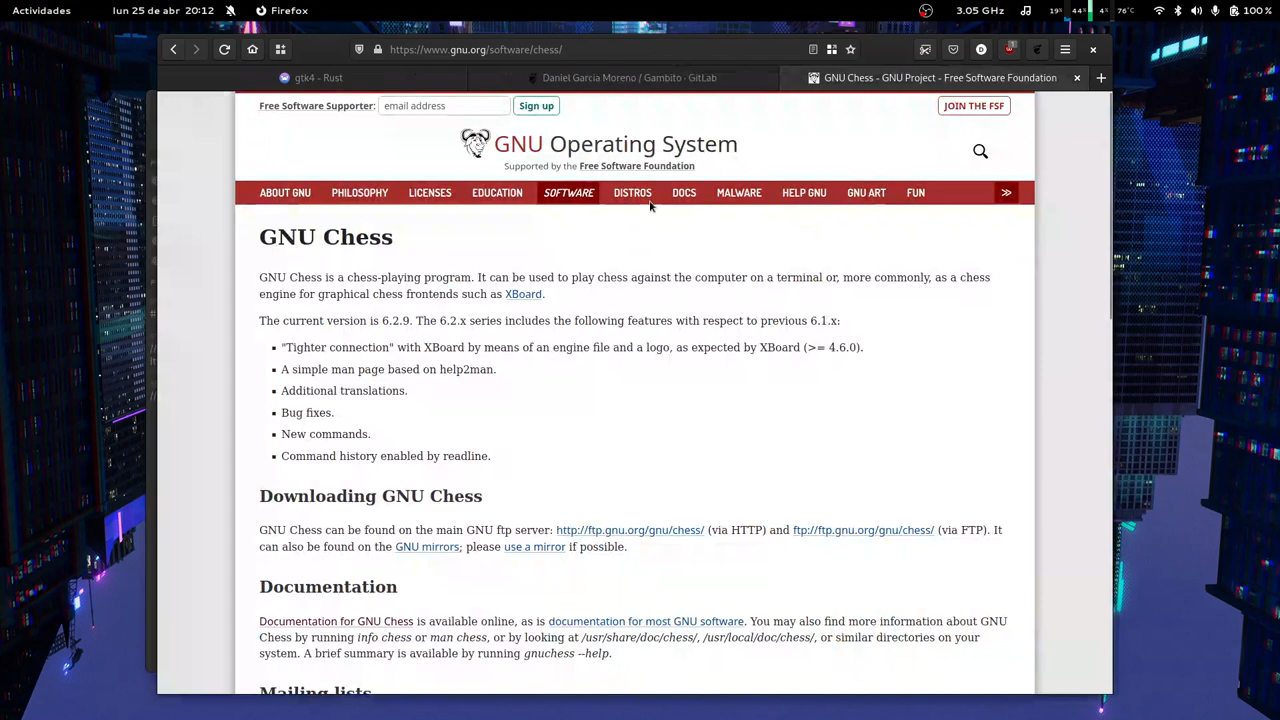 Actividades lun 25 de abr 20:12 Firefox 3.05 GHz 19% 44% 4% 76°C 100 %
https://www.gnu.org/software/chess/
gtk4 - Rust Daniel Garcia Moreno / Gambito · GitLab GNU Chess - GNU Project - Free Software Foundation
Free Software Supporter: email address Sign up JOIN THE FSF
GNU Operating System
Supported by the Free Software Foundation
ABOUT GNU PHILOSOPHY LICENSES EDUCATION SOFTWARE DISTROS DOCS MALWARE HELP GNU GNU ART FUN ≫
GNU Chess
GNU Chess is a chess-playing program. It can be used to play chess against the computer on a terminal or, more commonly, as a chess
engine for graphical chess frontends such as XBoard.
The current version is 6.2.9. The 6.2.x series includes the following features with respect to previous 6.1.x:
▪ "Tighter connection" with XBoard by means of an engine file and a logo, as expected by XBoard (>= 4.6.0).
▪ A simple man page based on help2man.
▪ Additional translations.
▪ Bug fixes.
▪ New commands.
▪ Command history enabled by readline.
Downloading GNU Chess
GNU Chess can be found on the main GNU ftp server: http://ftp.gnu.org/gnu/chess/ (via HTTP) and ftp://ftp.gnu.org/gnu/chess/ (via FTP). It
can also be found on the GNU mirrors; please use a mirror if possible.
Documentation
Documentation for GNU Chess is available online, as is documentation for most GNU software. You may also find more information about GNU
Chess by running info chess or man chess, or by looking at /usr/share/doc/chess/, /usr/local/doc/chess/, or similar directories on your
system. A brief summary is available by running gnuchess --help.
Mailing lists